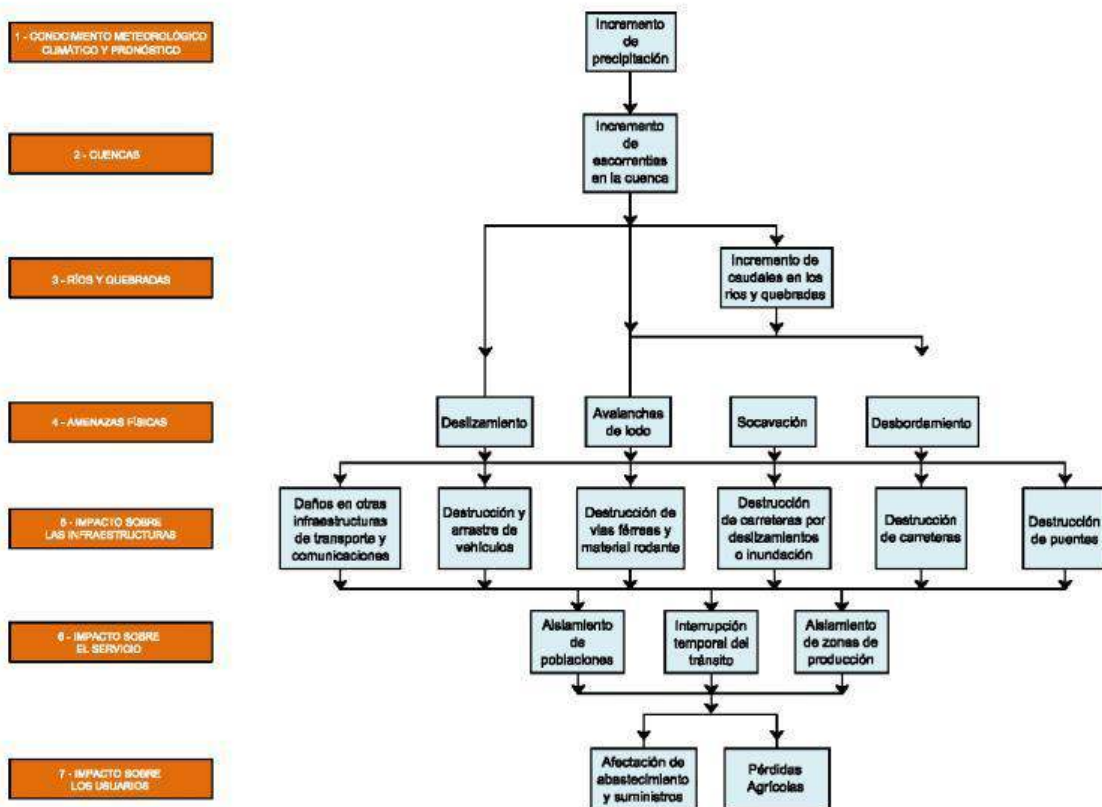 1 - CONOCIMIENTO METEOROLÓGICO
CLIMÁTICO Y PRONÓSTICO
Incremento
de
precipitación
2 - CUENCAS
Incremento
de
escorrentías
en la cuenca
3 - RÍOS Y QUEBRADAS
Incremento de
caudales en los
rios y quebradas
4 - AMENAZAS FÍSICAS
Deslizamiento
Avalanchas
de lodo
Socavación
Desbordamiento
5 - IMPACTO SOBRE
LAS INFRAESTRUCTURAS
Daños en otras
infraestructuras
de transporte y
comunicaciones
Destrucción y
arrastre de
vehículos
Destrucción de
vías férreas y
material rodante
Destrucción
de carreteras por
deslizamientos
o inundación
Destrucción
de carreteras
Destrucción
de puentes
6 - IMPACTO SOBRE
EL SERVICIO
Aislamiento
de
poblaciones
Interrupción
temporal del
tránsito
Aislamiento
de zonas de
producción
7 - IMPACTO SOBRE
LOS USUARIOS
Afectación de
abastecimiento
y suministros
Pérdidas
Agrícolas